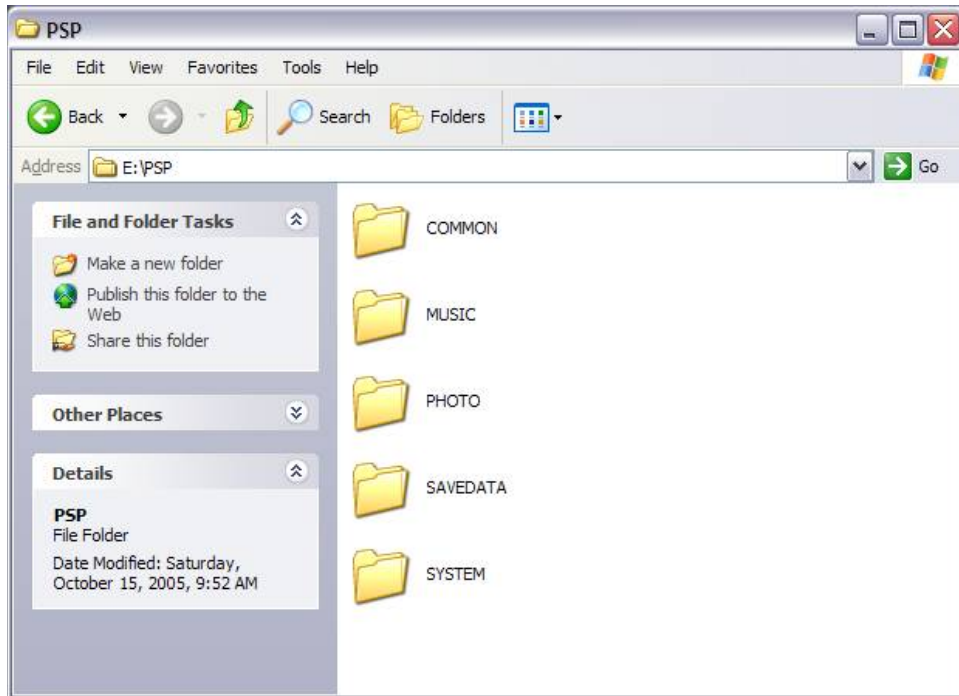 PSP
File Edit View Favorites Tools Help
Back Search Folders
Address E:\PSP Go
File and Folder Tasks
Make a new folder
Publish this folder to the
Web
Share this folder
Other Places
Details
PSP
File Folder
Date Modified: Saturday,
October 15, 2005, 9:52 AM
COMMON
MUSIC
PHOTO
SAVEDATA
SYSTEM